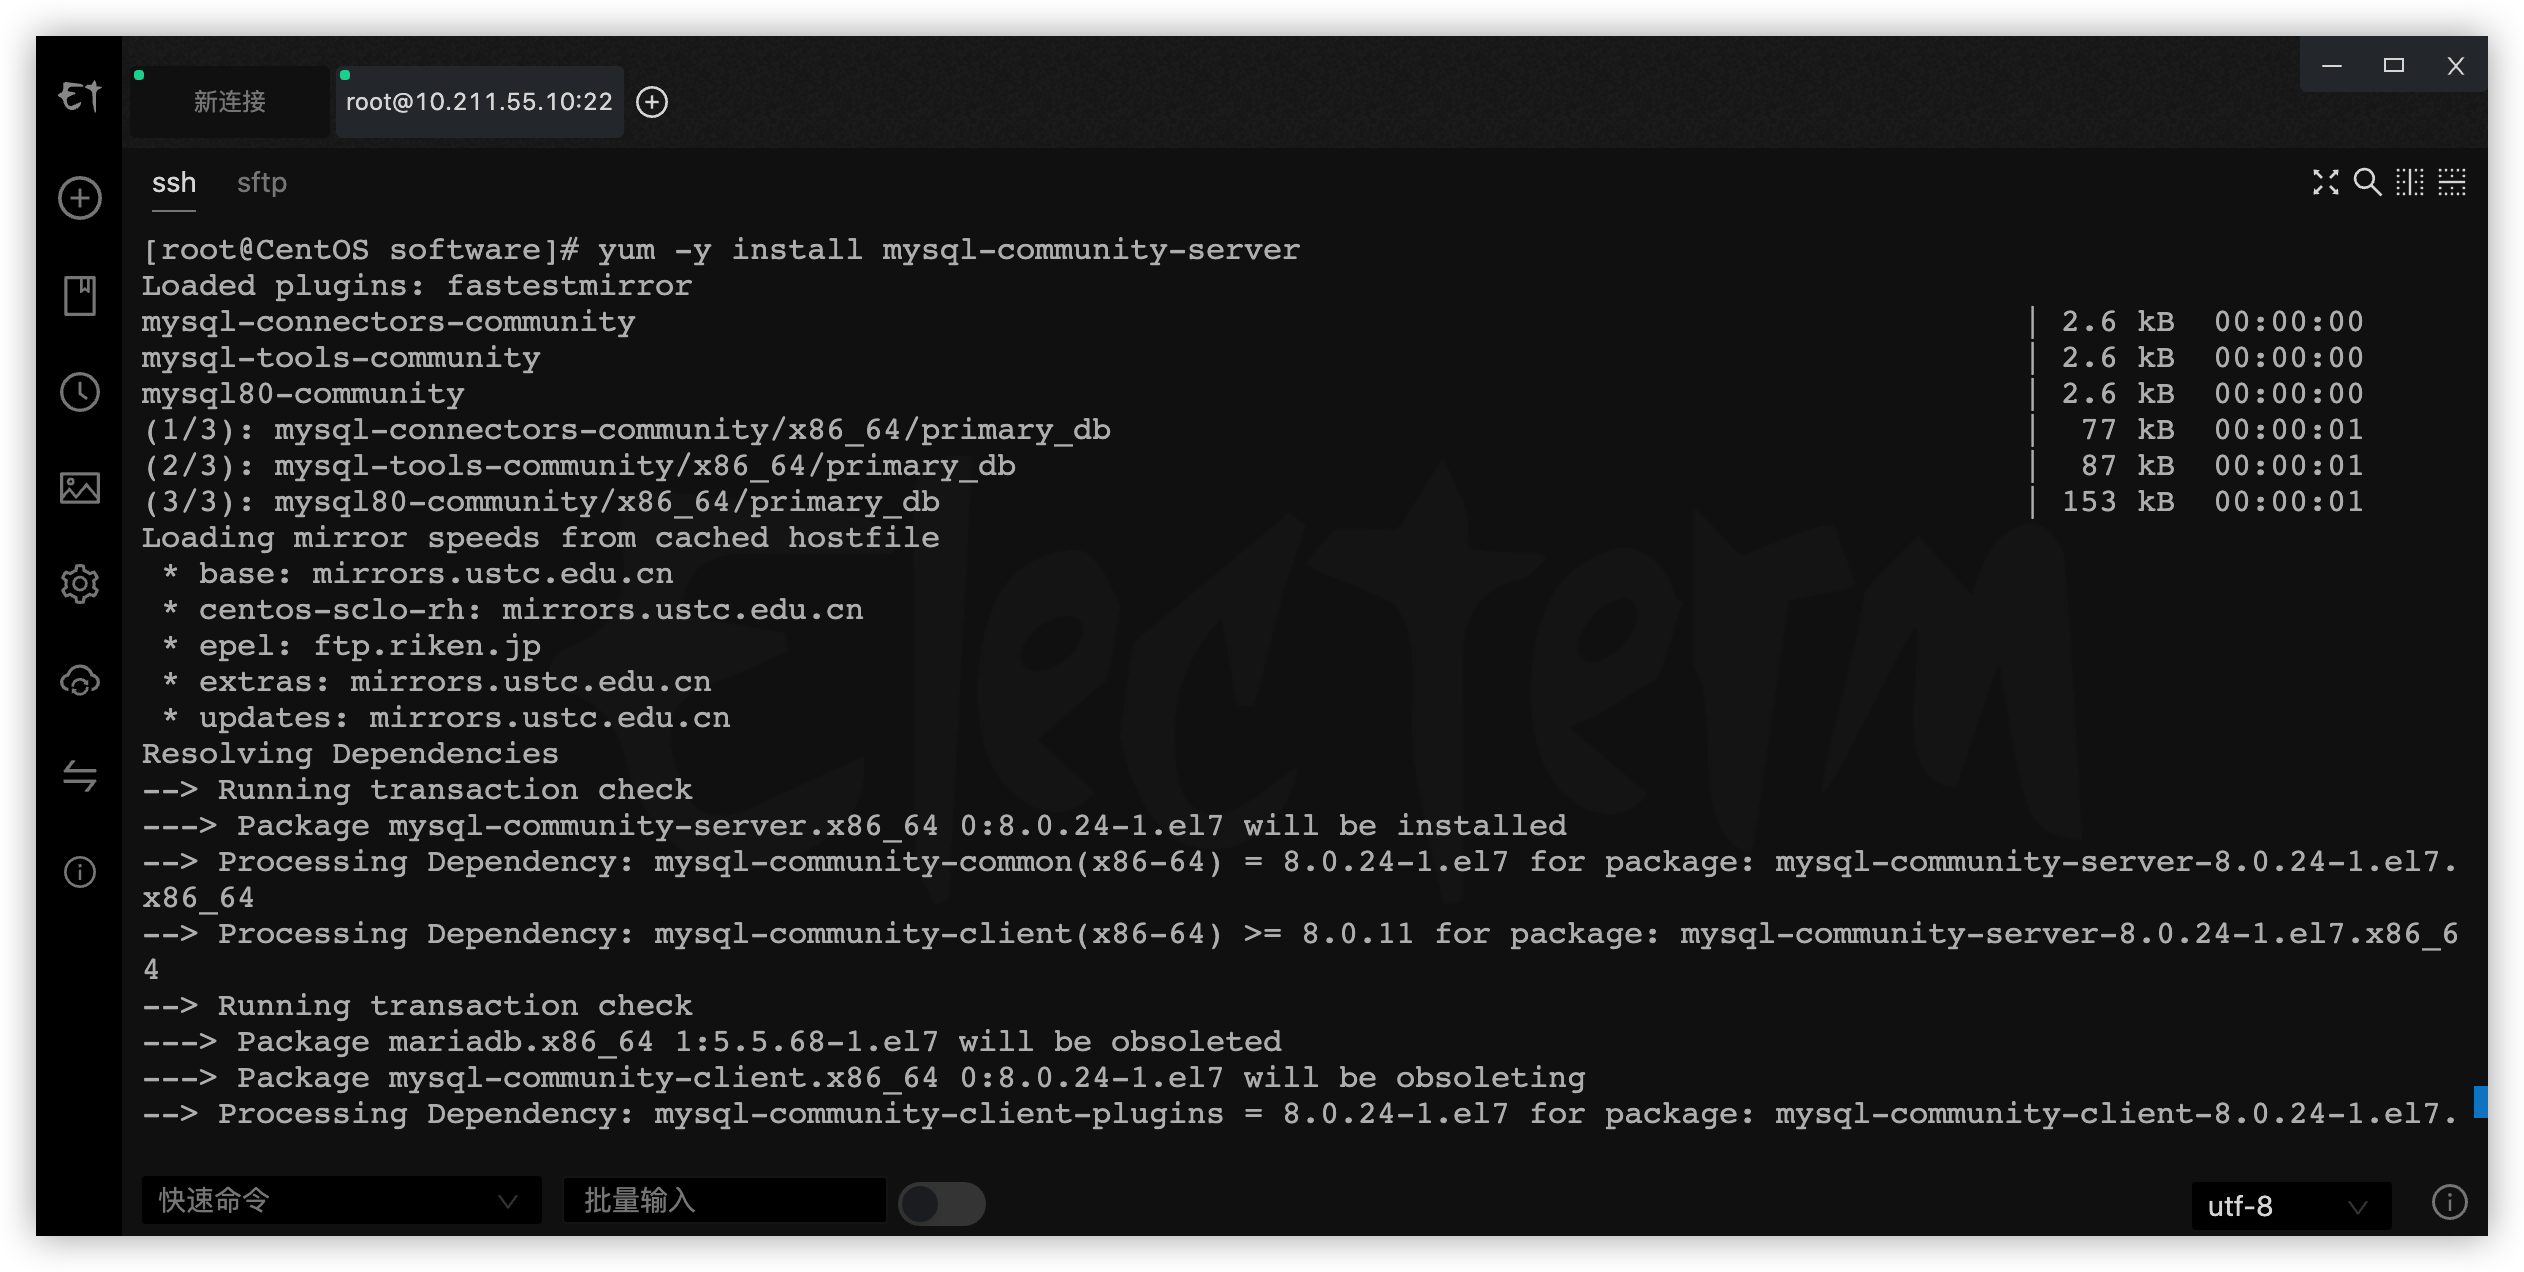 Et
新连接
root@10.211.55.10:22
ssh sftp
[root@CentOS software]# yum -y install mysql-community-server
Loaded plugins: fastestmirror
mysql-connectors-community | 2.6 kB 00:00:00
mysql-tools-community | 2.6 kB 00:00:00
mysql80-community | 2.6 kB 00:00:00
(1/3): mysql-connectors-community/x86_64/primary_db | 77 kB 00:00:01
(2/3): mysql-tools-community/x86_64/primary_db | 87 kB 00:00:01
(3/3): mysql80-community/x86_64/primary_db | 153 kB 00:00:01
Loading mirror speeds from cached hostfile
 * base: mirrors.ustc.edu.cn
 * centos-sclo-rh: mirrors.ustc.edu.cn
 * epel: ftp.riken.jp
 * extras: mirrors.ustc.edu.cn
 * updates: mirrors.ustc.edu.cn
Resolving Dependencies
--> Running transaction check
---> Package mysql-community-server.x86_64 0:8.0.24-1.el7 will be installed
--> Processing Dependency: mysql-community-common(x86-64) = 8.0.24-1.el7 for package: mysql-community-server-8.0.24-1.el7.
x86_64
--> Processing Dependency: mysql-community-client(x86-64) >= 8.0.11 for package: mysql-community-server-8.0.24-1.el7.x86_6
4
--> Running transaction check
---> Package mariadb.x86_64 1:5.5.68-1.el7 will be obsoleted
---> Package mysql-community-client.x86_64 0:8.0.24-1.el7 will be obsoleting
--> Processing Dependency: mysql-community-client-plugins = 8.0.24-1.el7 for package: mysql-community-client-8.0.24-1.el7.
Electerm
快速命令
批量输入
utf-8